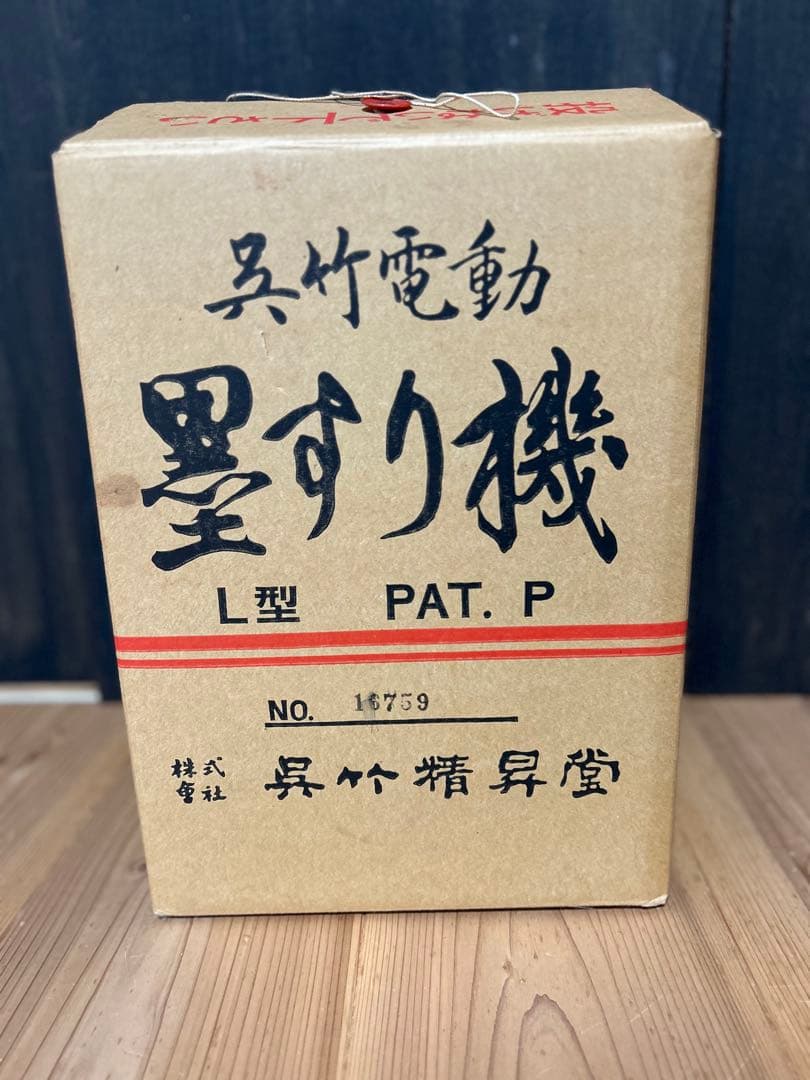 呉竹電動
墨すり機
L型 PAT. P
NO. 16759
株式会社 呉竹精昇堂